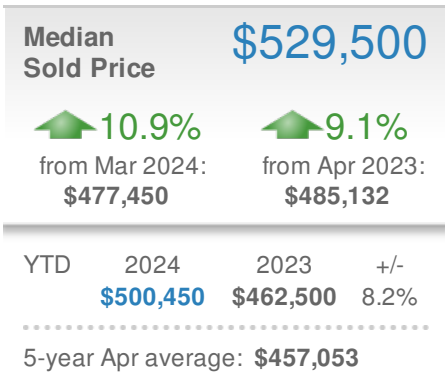 Median
Sold Price
$529,500
10.9%
from Mar 2024:
$477,450
9.1%
from Apr 2023:
$485,132
YTD 2024 2023 +/-
$500,450 $462,500 8.2%
5-year Apr average: $457,053